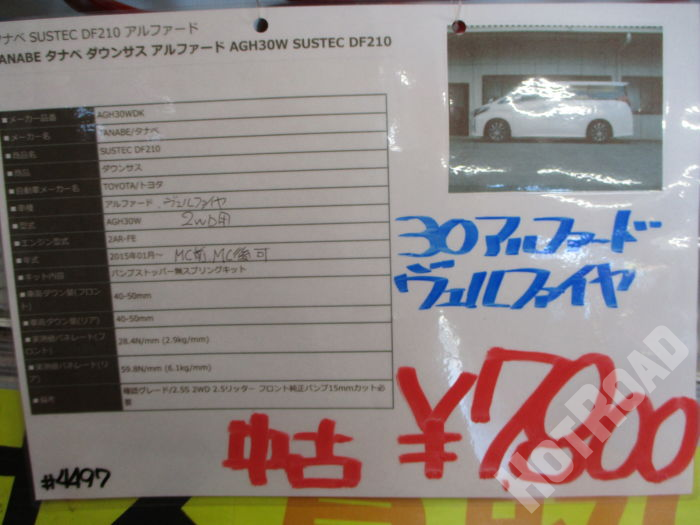 タナベ SUSTEC DF210 アルファード
TANABE タナベ ダウンサス アルファード AGH30W SUSTEC DF210
■メーカー品番 AGH30WDK
■メーカー名 TANABE/タナベ
■商品名 SUSTEC DF210
■商品 ダウンサス
■自動車メーカー名 TOYOTA/トヨタ
■車種 アルファード ヴェルファイヤ
■型式 AGH30W 2WD用
■エンジン型式 2AR-FE
■年式 2015年01月～ MC前 MC後 可
■キット内容 バンプストッパー無スプリングキット
■車高ダウン量(フロント) 40-50mm
■車高ダウン量(リア) 40-50mm
■実測値バネレート(フロント) 28.4N/mm (2.9kg/mm)
■実測値バネレート(リア) 59.8N/mm (6.1kg/mm)
■備考 確認グレード/2.5S 2WD 2.5リッター フロント純正バンプ15mmカット必要
30アルファード
ヴェルファイヤ
中古 ¥7,800
#4497
HotRoad